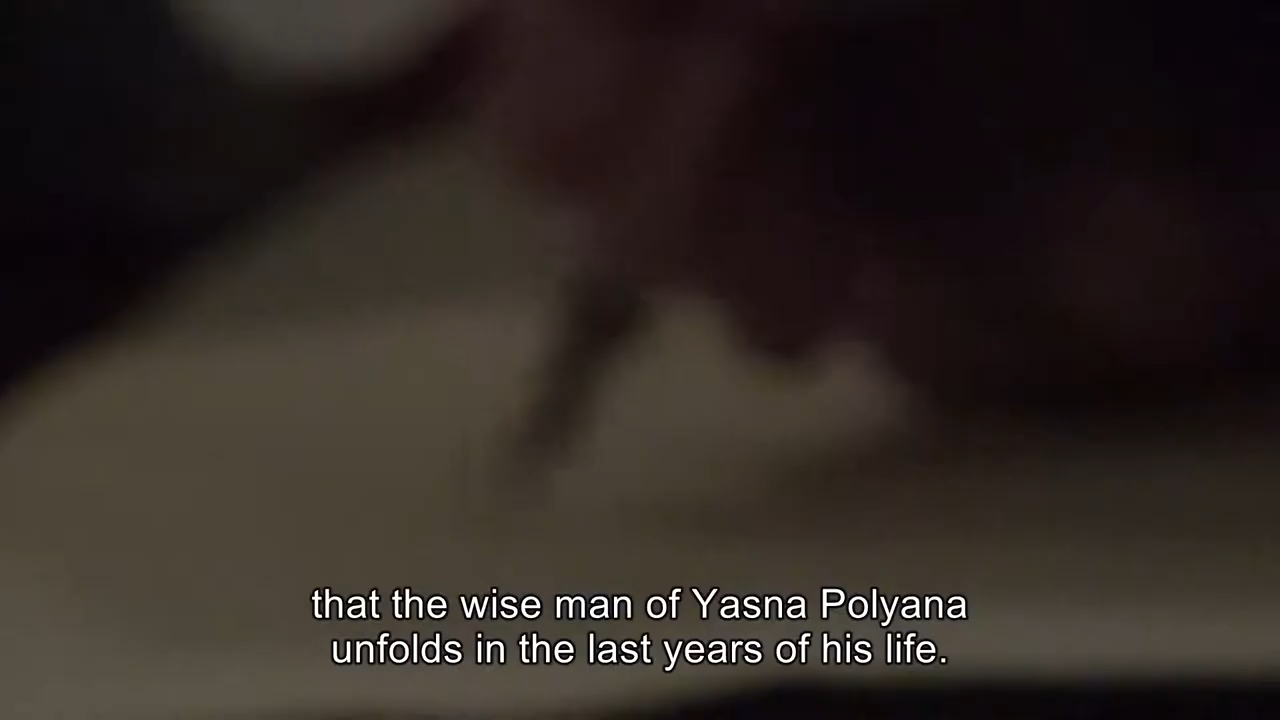 that the wise man of Yasna Polyana
unfolds in the last years of his life.